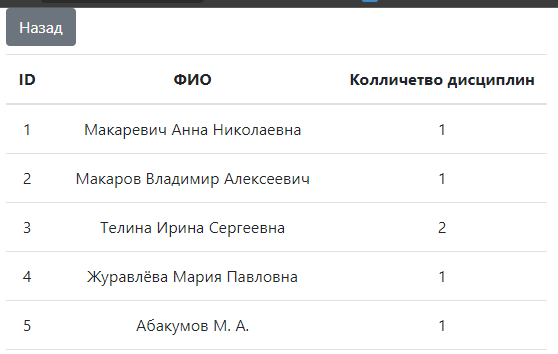 Назад
ID ФИО Колличетво дисциплин
1 Макаревич Анна Николаевна 1
2 Макаров Владимир Алексеевич 1
3 Телина Ирина Сергеевна 2
4 Журавлёва Мария Павловна 1
5 Абакумов М. А. 1